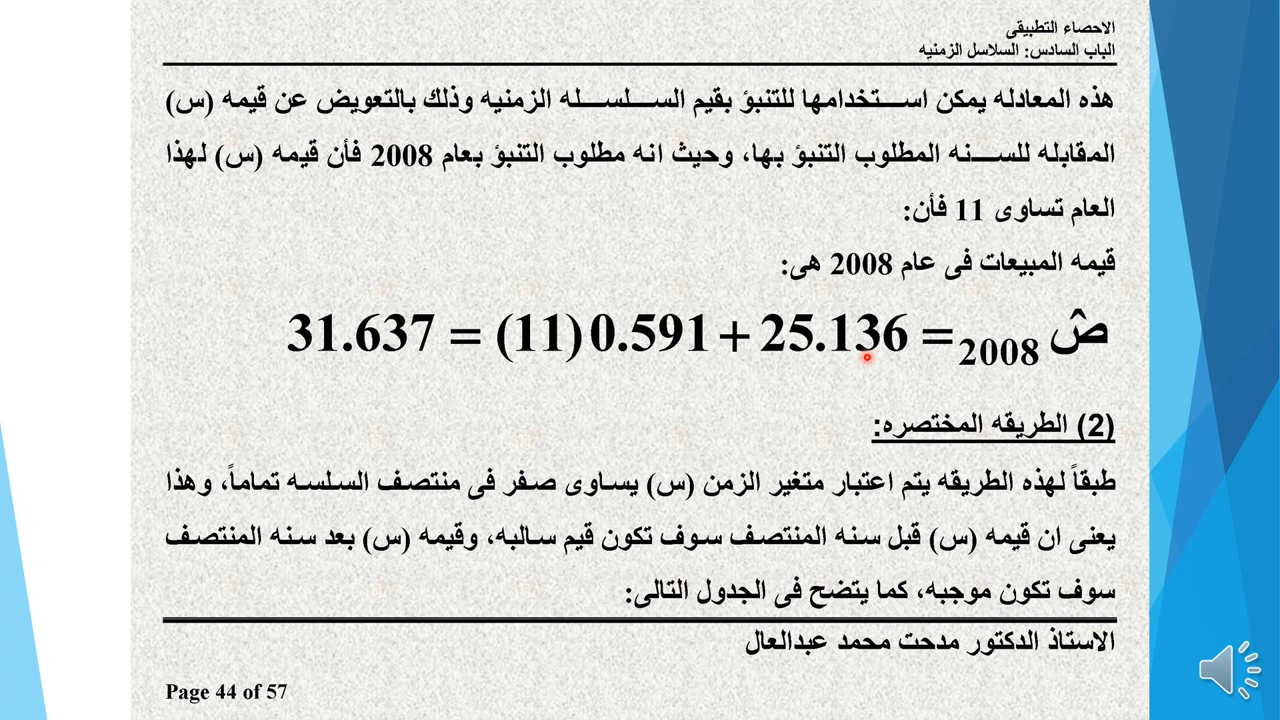 الاحصاء التطبيقى
الباب السادس: السلاسل الزمنيه
هذه المعادله يمكن استخدامها للتنبؤ بقيم السلسله الزمنيه وذلك بالتعويض عن قيمه (س)
المقابله للسنه المطلوب التنبؤ بها، وحيث انه مطلوب التنبؤ بعام 2008 فأن قيمه (س) لهذا
العام تساوى 11 فأن:
قيمه المبيعات فى عام 2008 هى:
ص̂ 2008 = 25.136 + 0.591 (11) = 31.637
(2) الطريقه المختصره:
طبقاً لهذه الطريقه يتم اعتبار متغير الزمن (س) يساوى صفر فى منتصف السلسه تماماً، وهذا
يعنى ان قيمه (س) قبل سنه المنتصف سوف تكون قيم سالبه، وقيمه (س) بعد سنه المنتصف
سوف تكون موجبه، كما يتضح فى الجدول التالى:
الاستاذ الدكتور مدحت محمد عبدالعال
Page 44 of 57